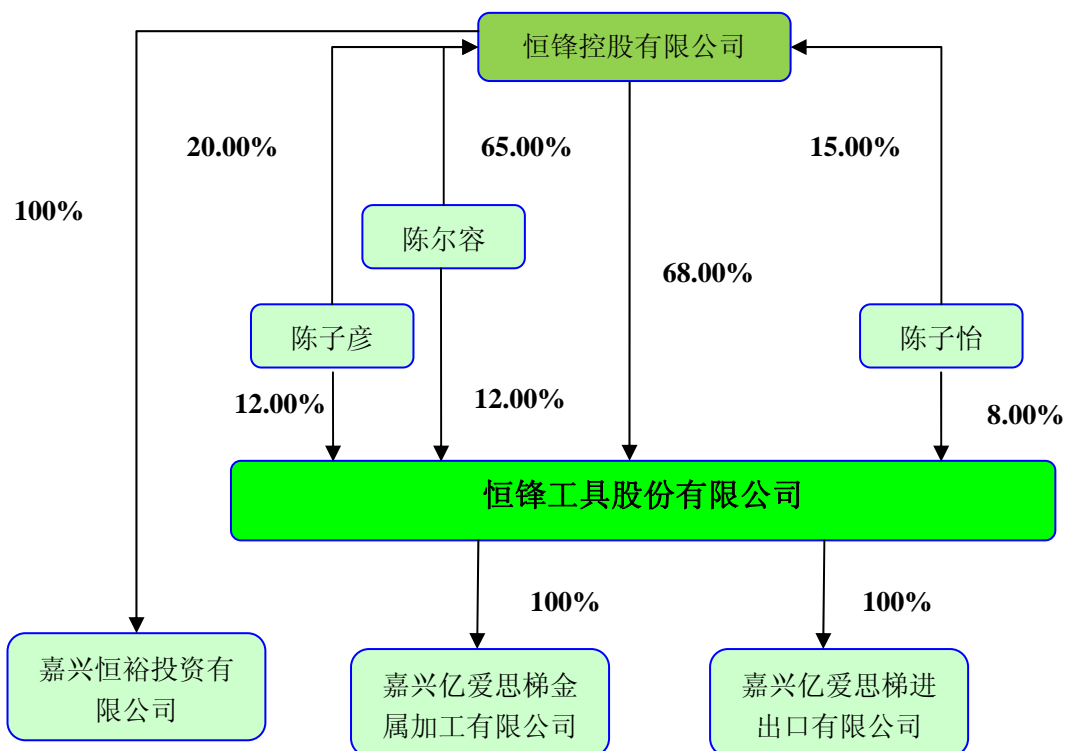 恒锋控股有限公司
20.00%
65.00%
15.00%
100%
陈尔容
68.00%
陈子彦
陈子怡
12.00%
12.00%
8.00%
恒锋工具股份有限公司
100%
100%
嘉兴恒裕投资有
限公司
嘉兴亿爱思梯金
属加工有限公司
嘉兴亿爱思梯进
出口有限公司